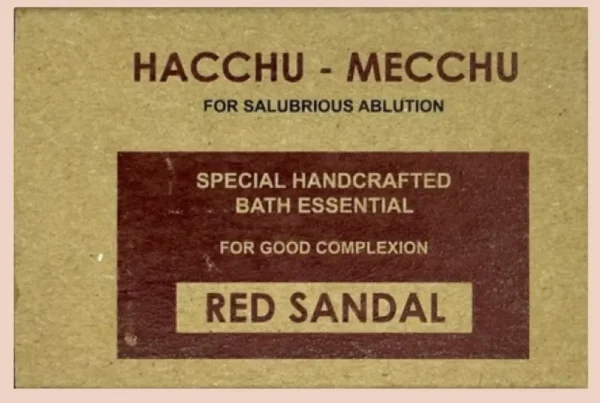 HACCHU - MECCHU
FOR SALUBRIOUS ABLUTION
SPECIAL HANDCRAFTED
BATH ESSENTIAL
FOR GOOD COMPLEXION
RED SANDAL